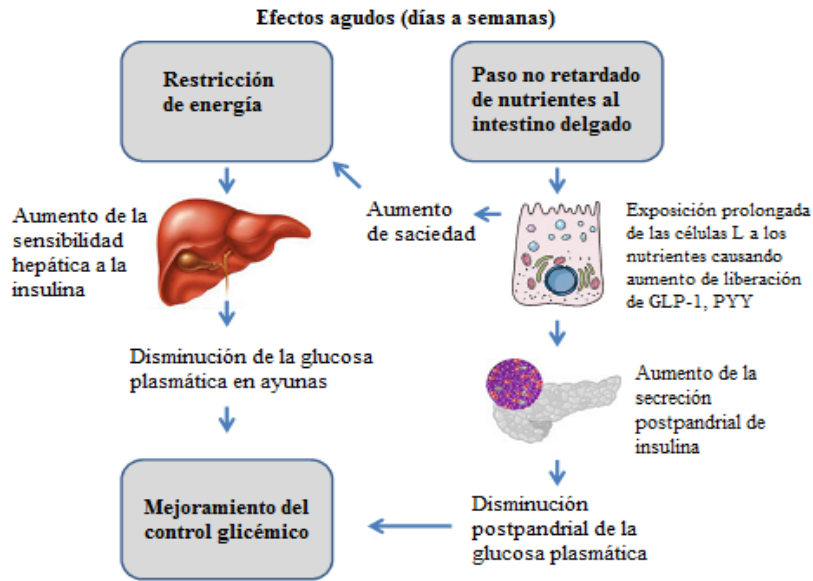 Efectos agudos (días a semanas)
Restricción
de energía
Paso no retardado
de nutrientes al
intestino delgado
Aumento de la
sensibilidad
hepática a la
insulina
Aumento
de saciedad
Exposición prolongada
de las células L a los
nutrientes causando
aumento de liberación
de GLP-1, PYY
Disminución de la glucosa
plasmática en ayunas
Aumento de la
secreción
postpandrial de
insulina
Mejoramiento del
control glicémico
Disminución
postpandrial de la
glucosa plasmática